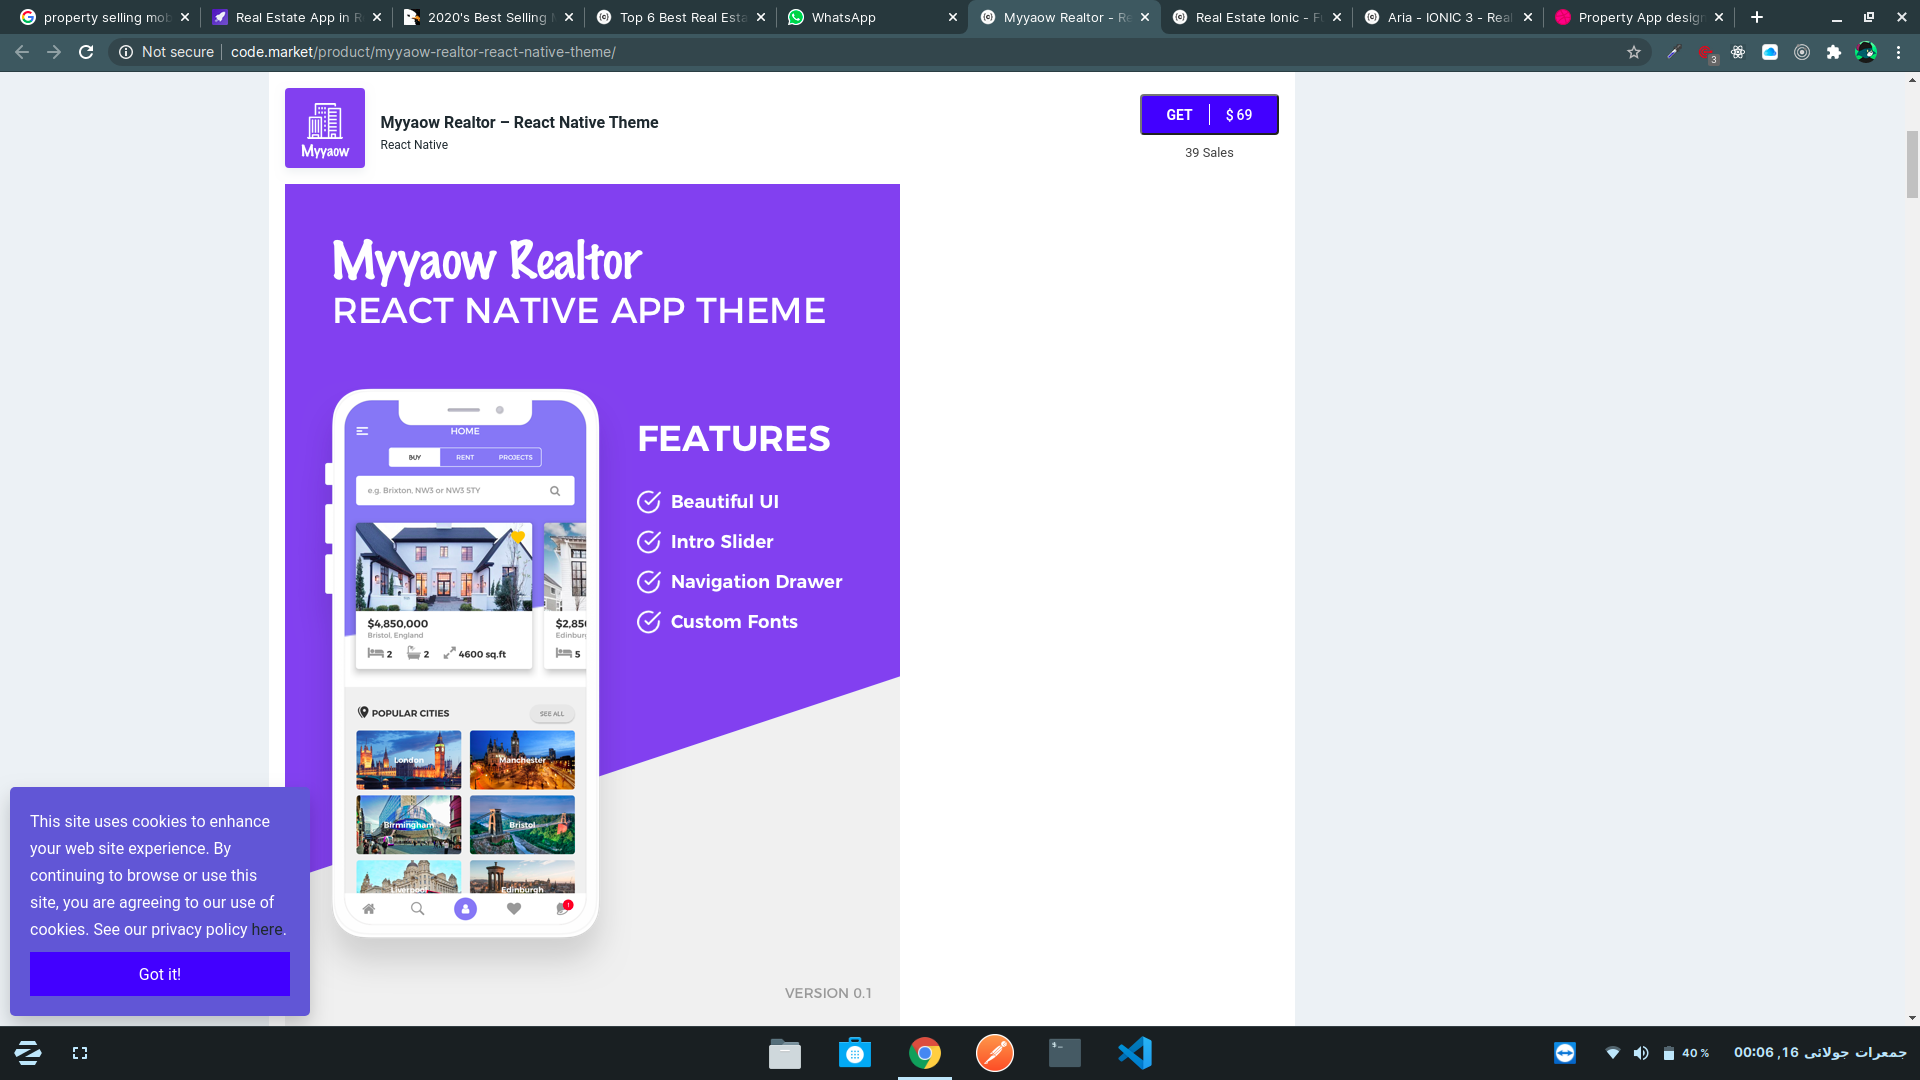 property selling mob
Real Estate App in R
2020's Best Selling M
Top 6 Best Real Esta
WhatsApp
Myyaow Realtor - Re
Real Estate Ionic - Fu
Aria - IONIC 3 - Real
Property App design
Not secure
code.market/product/myyaow-realtor-react-native-theme/
3
Myyaow
Myyaow Realtor – React Native Theme
React Native
GET
$ 69
39 Sales
Myyaow Realtor
REACT NATIVE APP THEME
HOME
BUY
RENT
PROJECTS
e.g. Brixton, NW3 or NW3 5TY
$4,850,000
Bristol, England
2
2
4600 sq.ft
$2,85
Edinbur
5
POPULAR CITIES
SEE ALL
London
Manchester
Birmingham
Bristol
Liverpool
Edinburgh
FEATURES
Beautiful UI
Intro Slider
Navigation Drawer
Custom Fonts
VERSION 0.1
This site uses cookies to enhance
your web site experience. By
continuing to browse or use this
site, you are agreeing to our use of
cookies. See our privacy policy here.
Got it!
40 %
جمعرات جولائی 16, 00:06